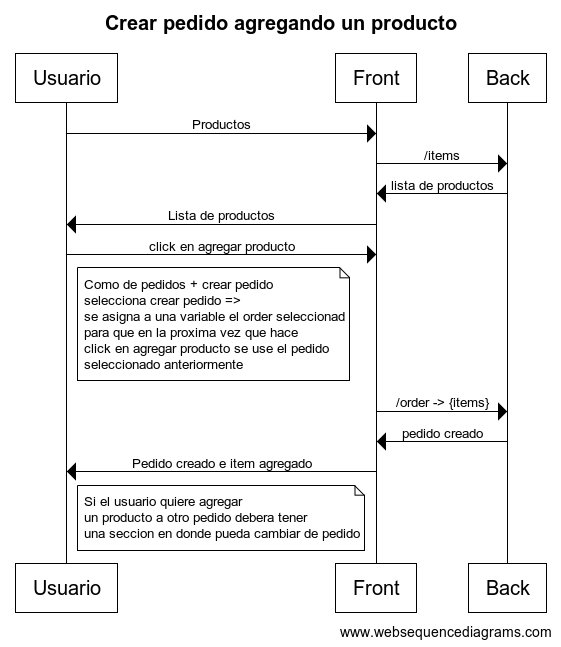 Crear pedido agregando un producto
Usuario
Front
Back
Productos
/items
lista de productos
Lista de productos
click en agregar producto
Como de pedidos + crear pedido
selecciona crear pedido =>
se asigna a una variable el order seleccionad
para que en la proxima vez que hace
click en agregar producto se use el pedido
seleccionado anteriormente
/order -> {items}
pedido creado
Pedido creado e item agregado
Si el usuario quiere agregar
un producto a otro pedido debera tener
una seccion en donde pueda cambiar de pedido
Usuario
Front
Back
www.websequencediagrams.com